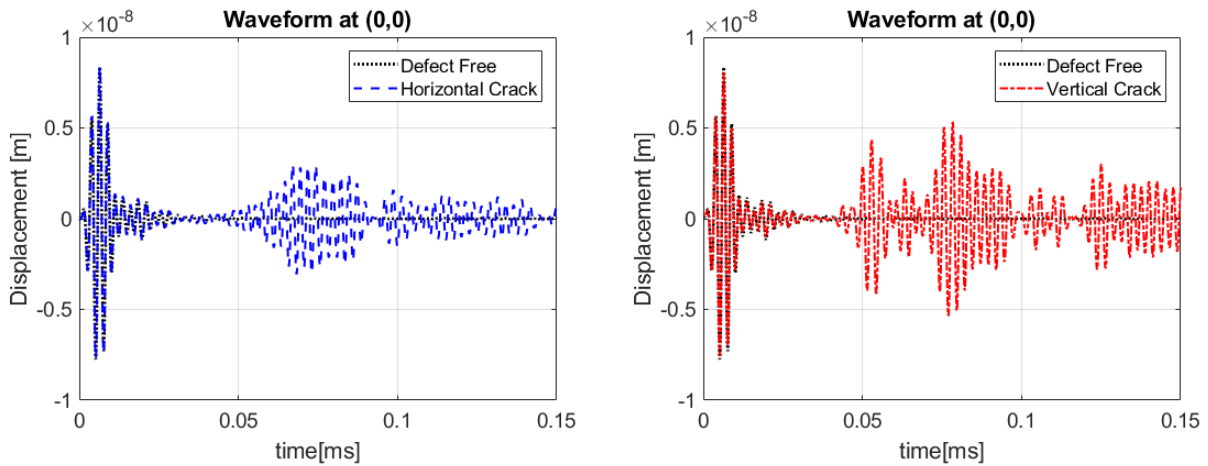 Waveform at (0,0)
×10⁻⁸
1
0.5
0
-0.5
-1
Displacement [m]
Defect Free
Horizontal Crack
0
0.05
0.1
0.15
time[ms]
Waveform at (0,0)
×10⁻⁸
1
0.5
0
-0.5
-1
Displacement [m]
Defect Free
Vertical Crack
0
0.05
0.1
0.15
time[ms]